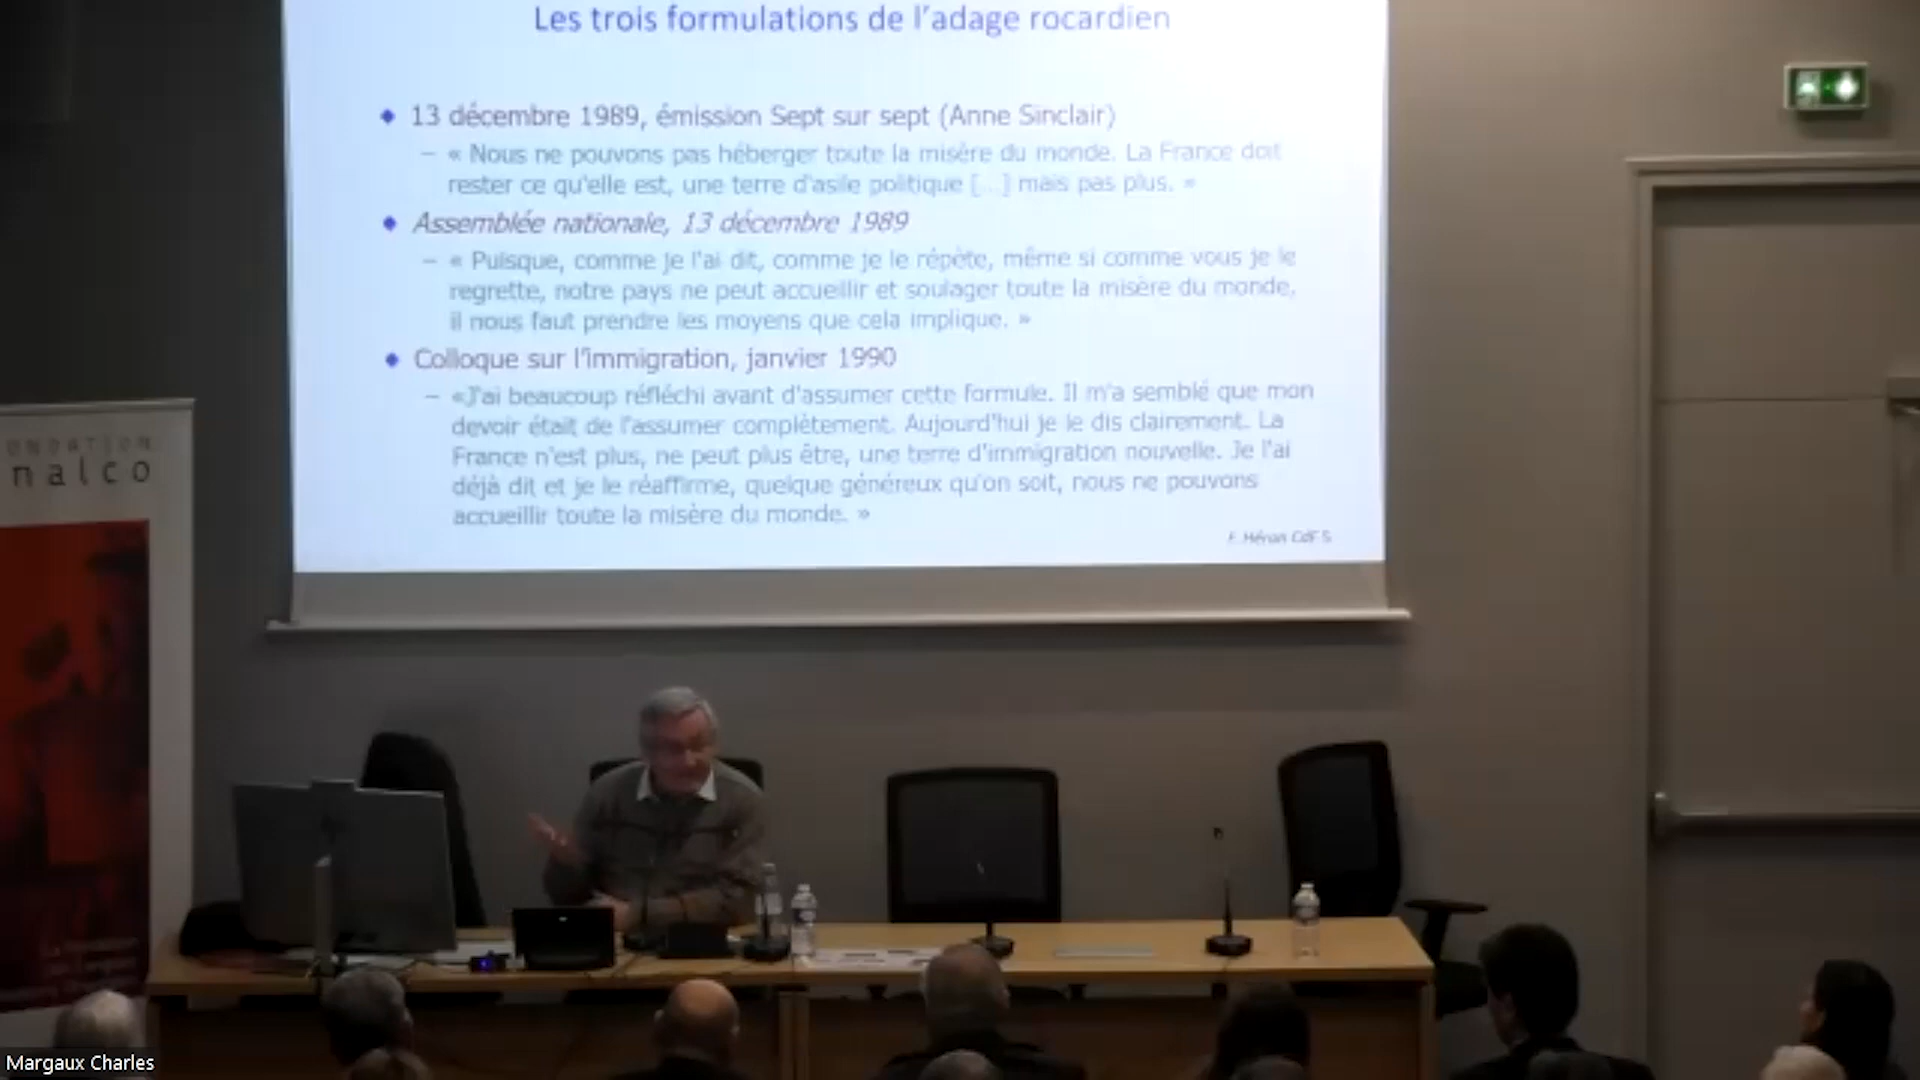 Les trois formulations de l'adage rocardien
13 décembre 1989, émission Sept sur sept (Anne Sinclair)
– « Nous ne pouvons pas héberger toute la misère du monde. La France doit
rester ce qu'elle est, une terre d'asile politique [...] mais pas plus. »
Assemblée nationale, 13 décembre 1989
– « Puisque, comme je l'ai dit, comme je le répète, même si comme vous je le
regrette, notre pays ne peut accueillir et soulager toute la misère du monde,
il nous faut prendre les moyens que cela implique. »
Colloque sur l'immigration, janvier 1990
– «J'ai beaucoup réfléchi avant d'assumer cette formule. Il m'a semblé que mon
devoir était de l'assumer complètement. Aujourd'hui je le dis clairement. La
France n'est plus, ne peut plus être, une terre d'immigration nouvelle. Je l'ai
déjà dit et je le réaffirme, quelque généreux qu'on soit, nous ne pouvons
accueillir toute la misère du monde. »
F. Héran CdF 5
ONDATION
nalco
Margaux Charles